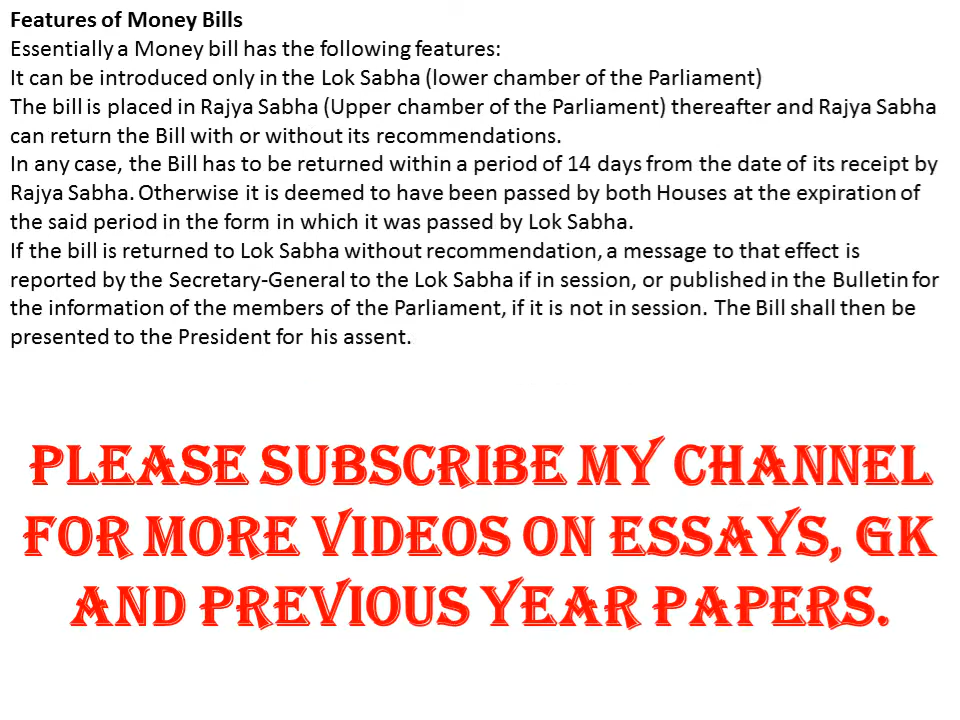 Features of Money Bills
Essentially a Money bill has the following features:
It can be introduced only in the Lok Sabha (lower chamber of the Parliament)
The bill is placed in Rajya Sabha (Upper chamber of the Parliament) thereafter and Rajya Sabha
can return the Bill with or without its recommendations.
In any case, the Bill has to be returned within a period of 14 days from the date of its receipt by
Rajya Sabha. Otherwise it is deemed to have been passed by both Houses at the expiration of
the said period in the form in which it was passed by Lok Sabha.
If the bill is returned to Lok Sabha without recommendation, a message to that effect is
reported by the Secretary-General to the Lok Sabha if in session, or published in the Bulletin for
the information of the members of the Parliament, if it is not in session. The Bill shall then be
presented to the President for his assent.
PLEASE SUBSCRIBE MY CHANNEL
FOR MORE VIDEOS ON ESSAYS, GK
AND PREVIOUS YEAR PAPERS.